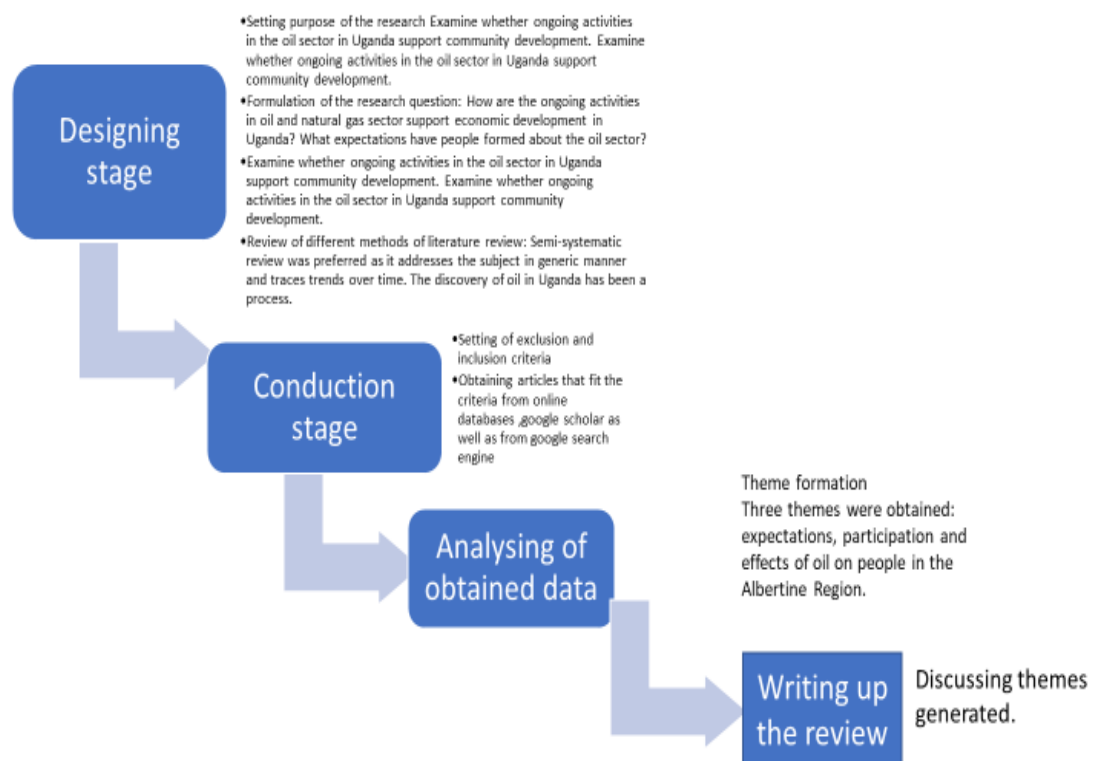 •Setting purpose of the research Examine whether ongoing activities
in the oil sector in Uganda support community development. Examine
whether ongoing activities in the oil sector in Uganda support
community development.
•Formulation of the research question: How are the ongoing activities
in oil and natural gas sector support economic development in
Uganda? What expectations have people formed about the oil sector?
•Examine whether ongoing activities in the oil sector in Uganda
support community development. Examine whether ongoing
activities in the oil sector in Uganda support community
development.
•Review of different methods of literature review: Semi-systematic
review was preferred as it addresses the subject in generic manner
and traces trends over time. The discovery of oil in Uganda has been a
process.
Designing
stage
•Setting of exclusion and
inclusion criteria
•Obtaining articles that fit the
criteria from online
databases ,google scholar as
well as from google search
engine
Conduction
stage
Analysing of
obtained data
Theme formation
Three themes were obtained:
expectations, participation and
effects of oil on people in the
Albertine Region.
Writing up
the review
Discussing themes
generated.